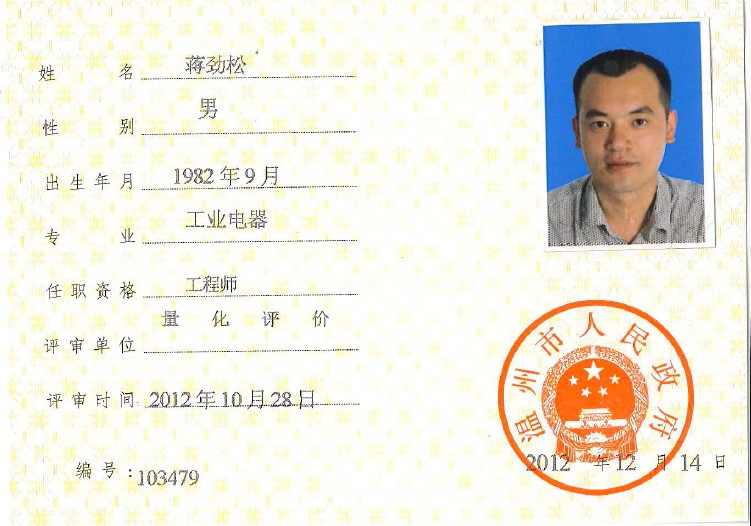 姓名 蒋劲松
性别 男
出生年月 1982年9月
专业 工业电器
任职资格 工程师
评审单位 量化评价
评审时间 2012年10月28日
编号:103479
温州市人民政府
2012年12月14日